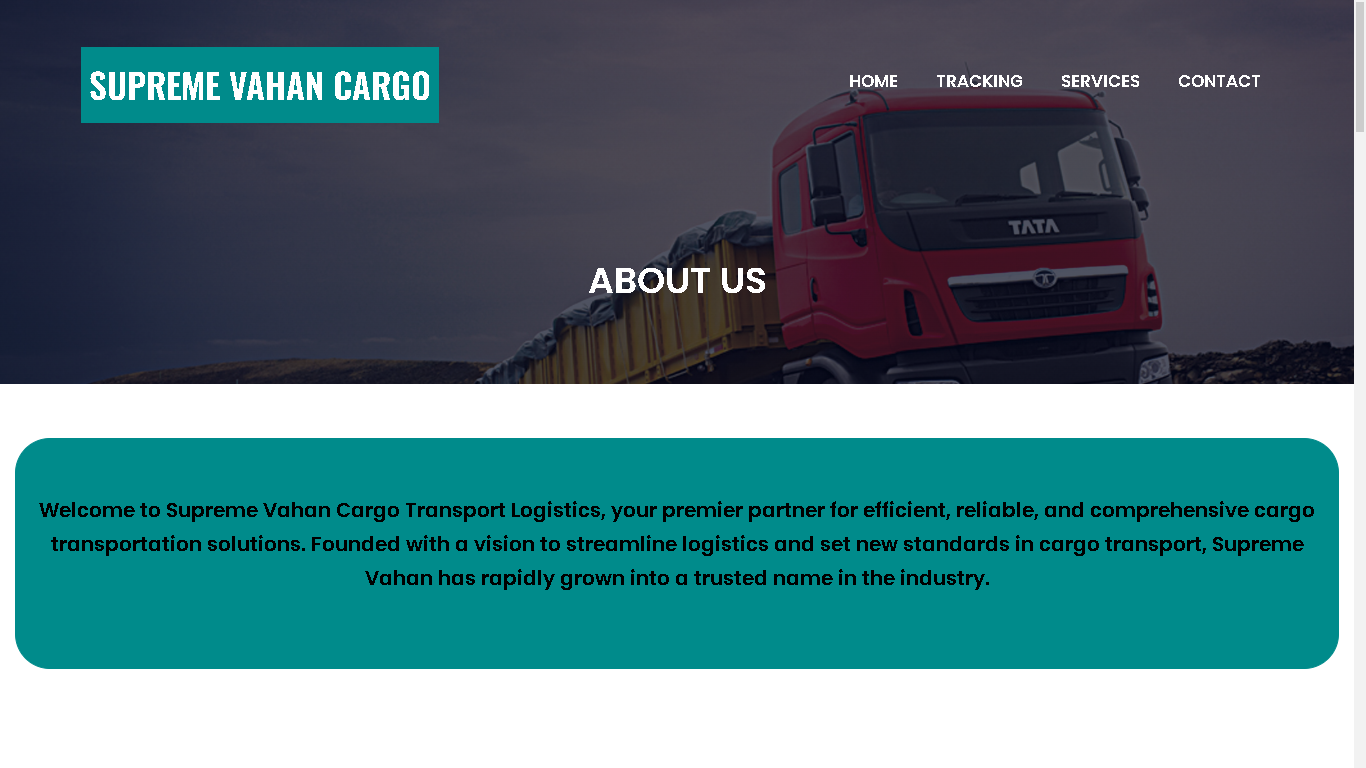 SUPREME VAHAN CARGO
HOME TRACKING SERVICES CONTACT
TATA
ABOUT US
Welcome to Supreme Vahan Cargo Transport Logistics, your premier partner for efficient, reliable, and comprehensive cargo
transportation solutions. Founded with a vision to streamline logistics and set new standards in cargo transport, Supreme
Vahan has rapidly grown into a trusted name in the industry.